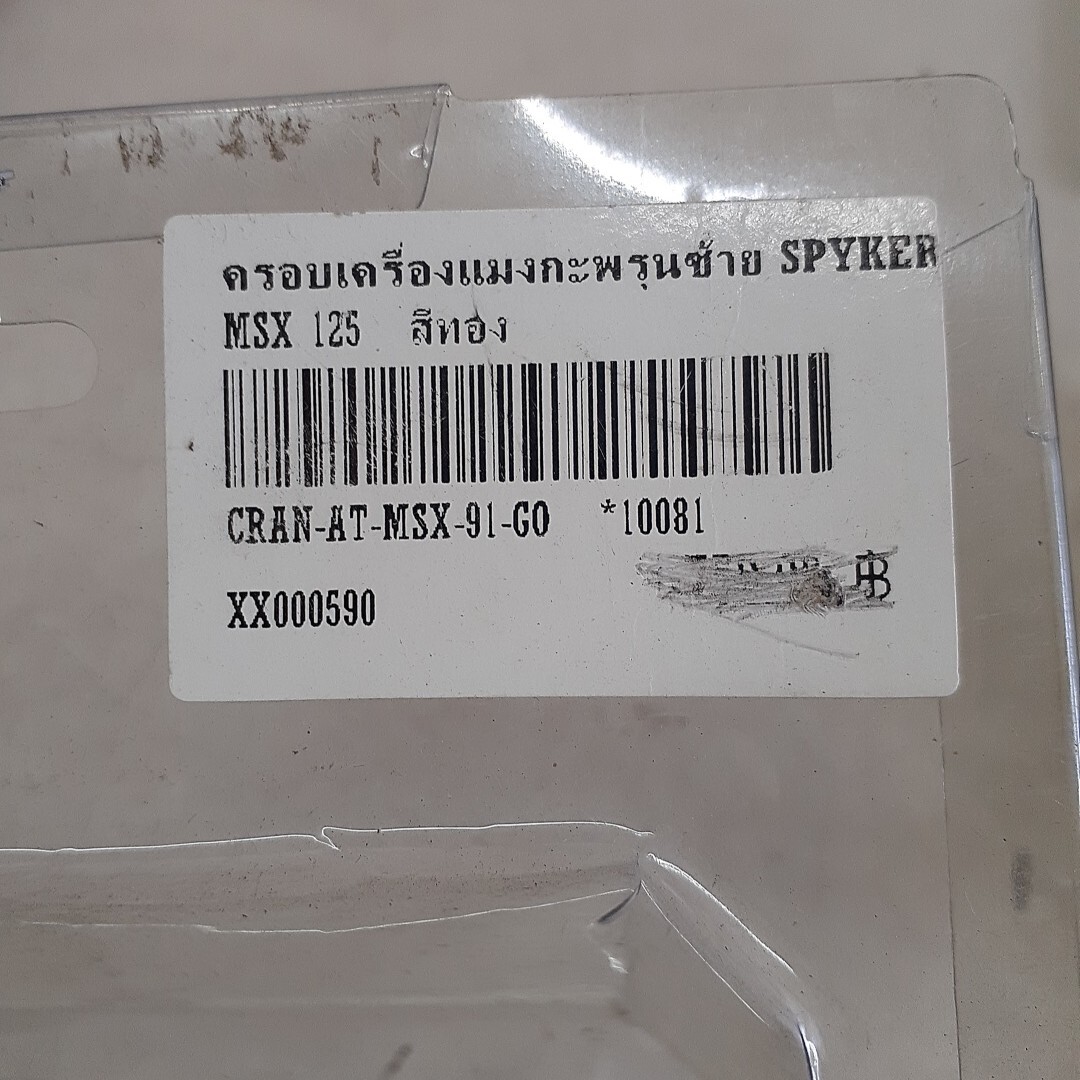 ครอบเครื่องแมงกะพรุนซ้าย SPYKER
MSX 125 สีทอง
CRAN-AT-MSX-91-GO *10081
XX000590